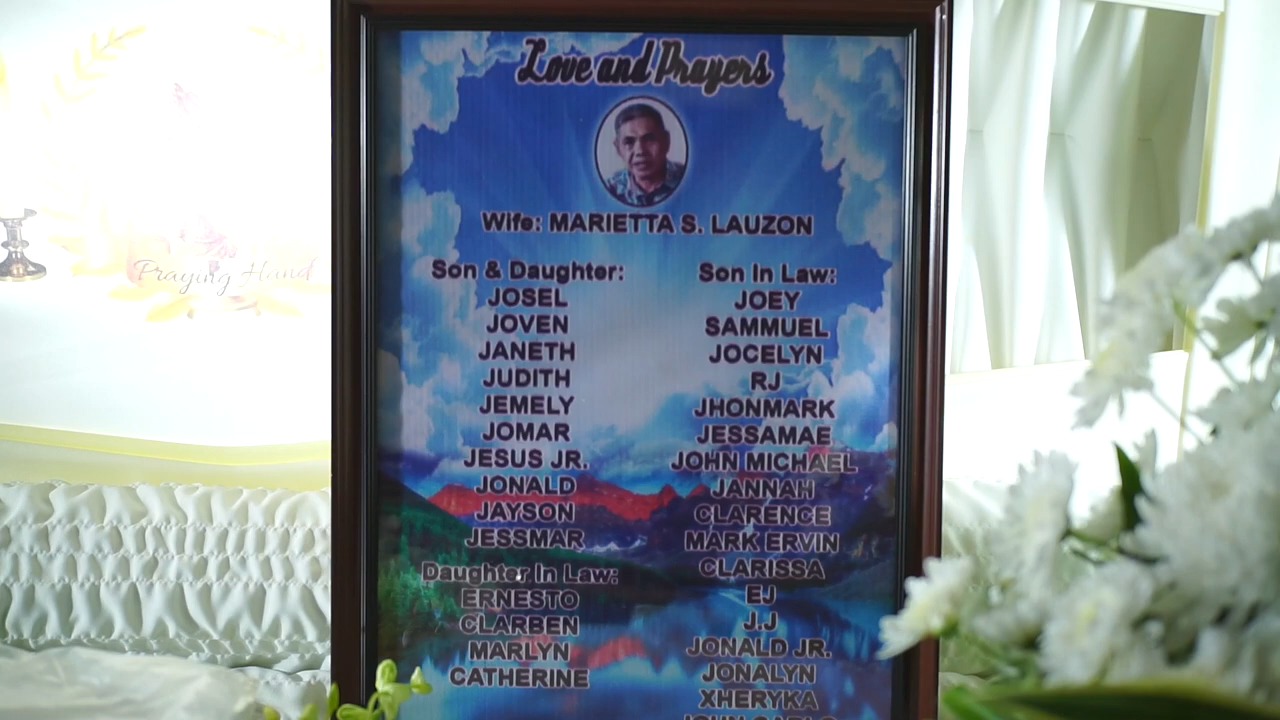 Love and Prayers
Wife: MARIETTA S. LAUZON
Son & Daughter:
JOSEL
JOVEN
JANETH
JUDITH
JEMELY
JOMAR
JESUS JR.
JONALD
JAYSON
JESSMAR
Daughter In Law:
ERNESTO
CLARBEN
MARLYN
CATHERINE
Son In Law:
JOEY
SAMMUEL
JOCELYN
RJ
JHONMARK
JESSAMAE
JOHN MICHAEL
JANNAH
CLARENCE
MARK ERVIN
CLARISSA
EJ
J.J
JONALD JR.
JONALYN
XHERYKA
Praying Hand